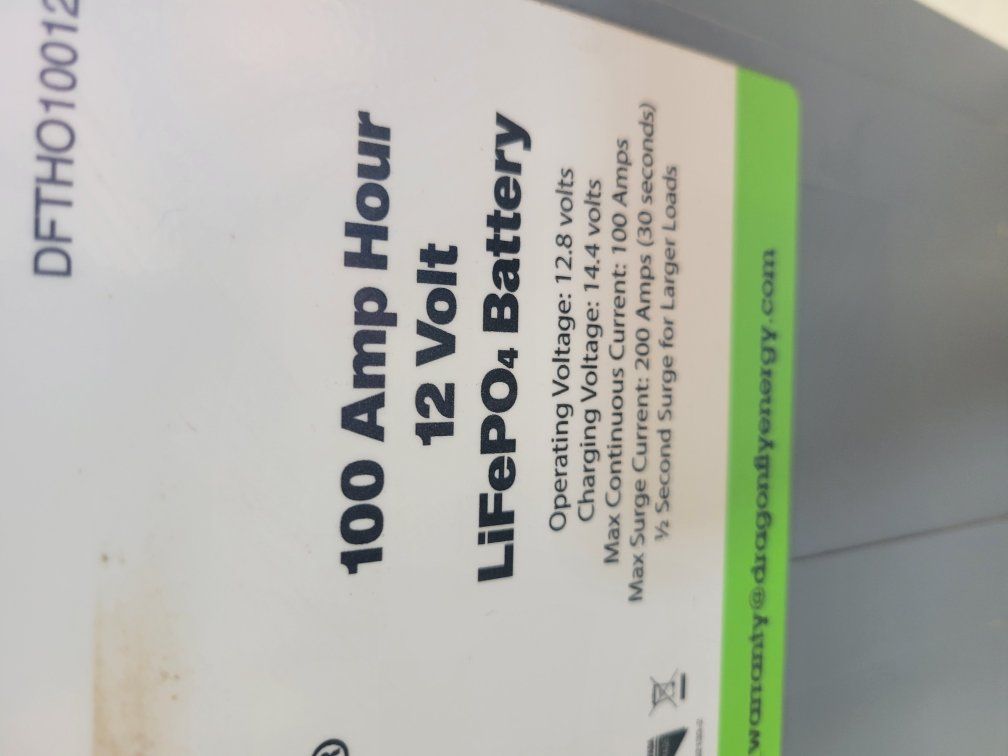 DFTHO10012
100 Amp Hour
12 Volt
LiFePO₄ Battery
Operating Voltage: 12.8 volts
Charging Voltage: 14.4 volts
Max Continuous Current: 100 Amps
Max Surge Current: 200 Amps (30 seconds)
½ Second Surge for Larger Loads
®
warranty@dragonflyenergy.com